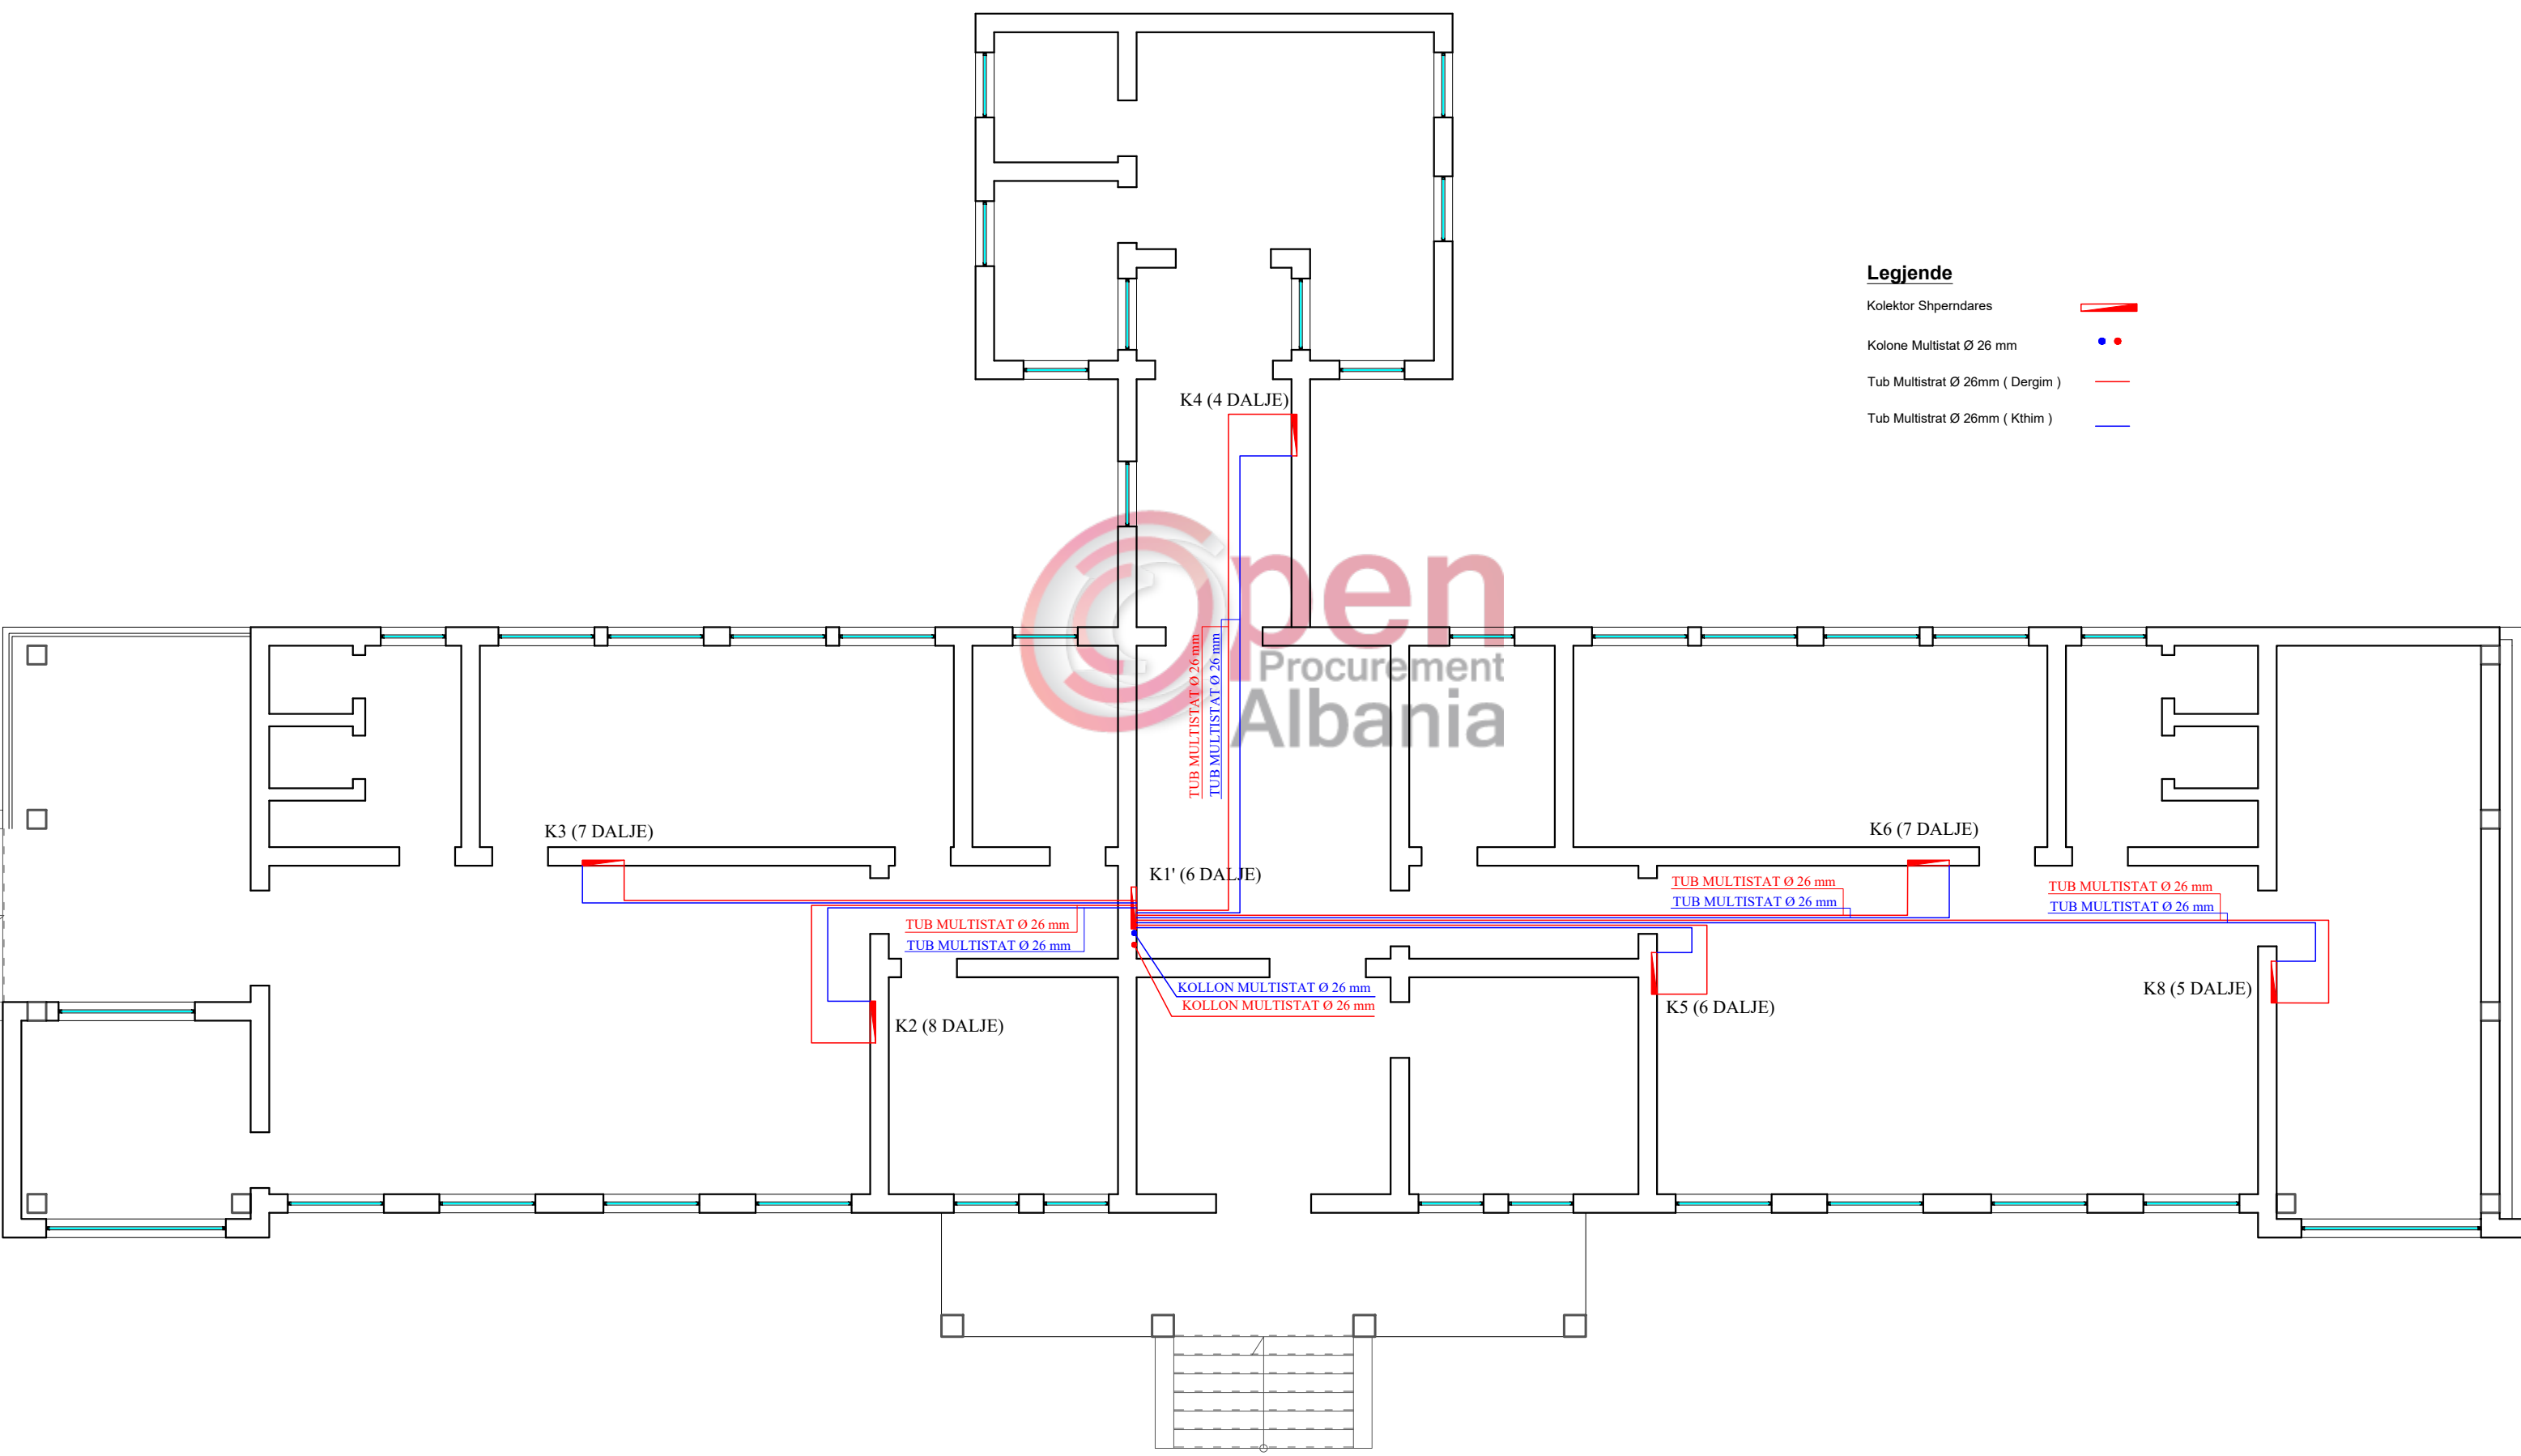 Legjende
Kolektor Shperndares
Kolone Multistat Ø 26 mm
Tub Multistrat Ø 26mm ( Dergim )
Tub Multistrat Ø 26mm ( Kthim )
K4 (4 DALJE)
Open
Procurement
Albania
TUB MULTISTAT Ø 26 mm
TUB MULTISTAT Ø 26 mm
K3 (7 DALJE)
K6 (7 DALJE)
K1' (6 DALJE)
TUB MULTISTAT Ø 26 mm
TUB MULTISTAT Ø 26 mm
TUB MULTISTAT Ø 26 mm
TUB MULTISTAT Ø 26 mm
TUB MULTISTAT Ø 26 mm
TUB MULTISTAT Ø 26 mm
KOLLON MULTISTAT Ø 26 mm
KOLLON MULTISTAT Ø 26 mm
K2 (8 DALJE)
K5 (6 DALJE)
K8 (5 DALJE)